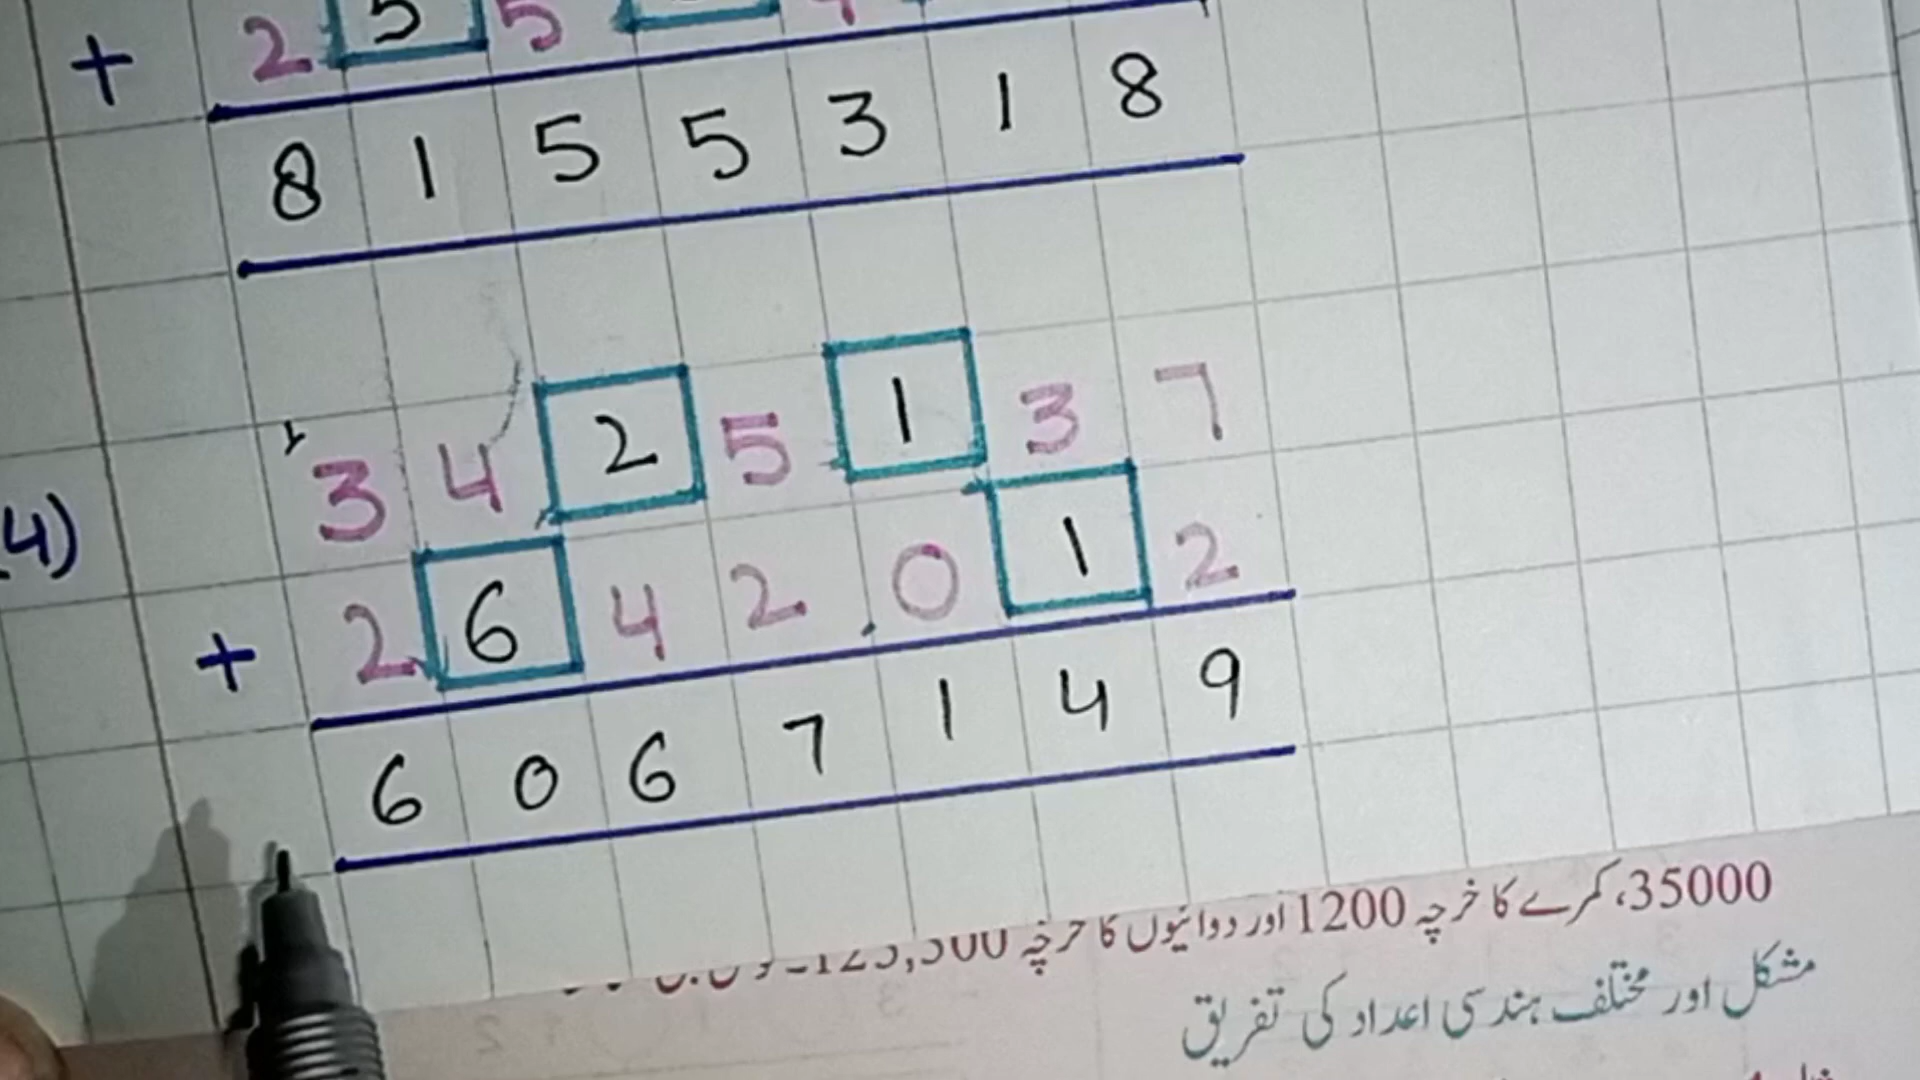 + 2 5 5
8 1 5 5 3 1 8
4) 3 4 2 5 1 3 7
+ 2 6 4 2 0 1 2
6 0 6 7 1 4 9
35000، کمرے کا خرچہ 1200 اور دوائیوں کا خرچہ
مشکل اور مختلف ہندسی اعداد کی تفریق